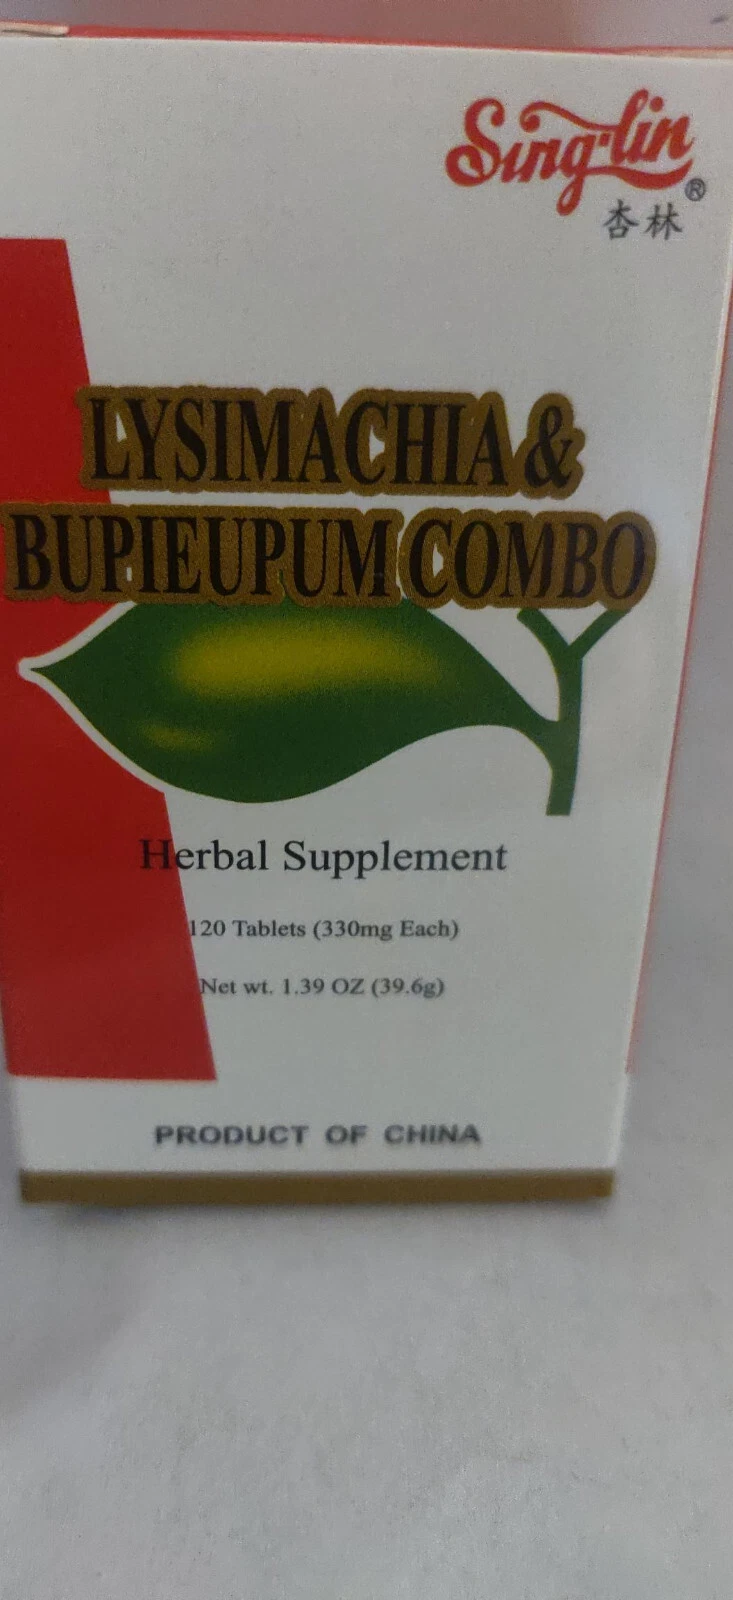 Sing-lin®
杏林
LYSIMACHIA &
BUPIEUPUM COMBO
Herbal Supplement
120 Tablets (330mg Each)
Net wt. 1.39 OZ (39.6g)
PRODUCT OF CHINA